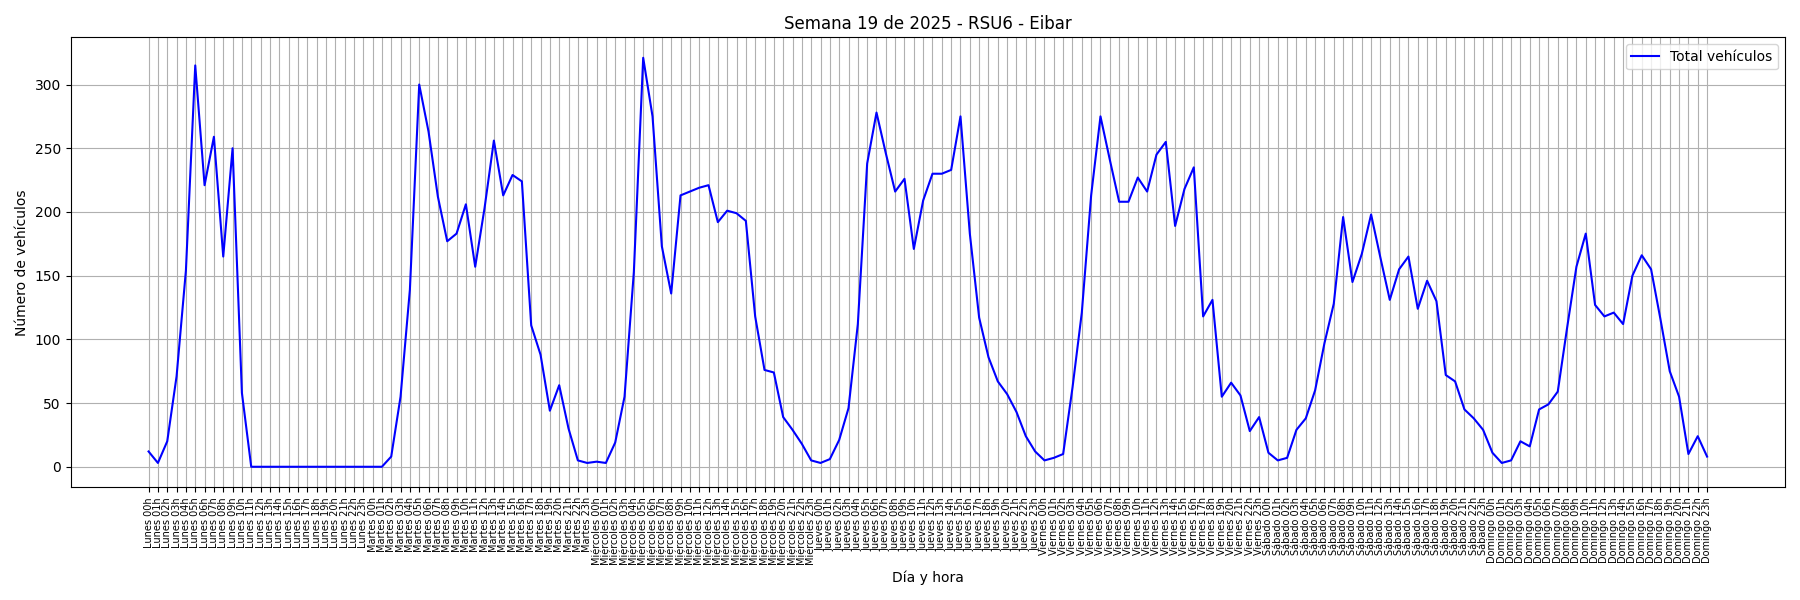 Semana 19 de 2025 - RSU6 - Eibar
Total vehículos
Número de vehículos
300
250
200
150
100
50
0
Lunes 00h
Lunes 01h
Lunes 02h
Lunes 03h
Lunes 04h
Lunes 05h
Lunes 06h
Lunes 07h
Lunes 08h
Lunes 09h
Lunes 10h
Lunes 11h
Lunes 12h
Lunes 13h
Lunes 14h
Lunes 15h
Lunes 16h
Lunes 17h
Lunes 18h
Lunes 19h
Lunes 20h
Lunes 21h
Lunes 22h
Lunes 23h
Martes 00h
Martes 01h
Martes 02h
Martes 03h
Martes 04h
Martes 05h
Martes 06h
Martes 07h
Martes 08h
Martes 09h
Martes 10h
Martes 11h
Martes 12h
Martes 13h
Martes 14h
Martes 15h
Martes 16h
Martes 17h
Martes 18h
Martes 19h
Martes 20h
Martes 21h
Martes 22h
Martes 23h
Miércoles 00h
Miércoles 01h
Miércoles 02h
Miércoles 03h
Miércoles 04h
Miércoles 05h
Miércoles 06h
Miércoles 07h
Miércoles 08h
Miércoles 09h
Miércoles 10h
Miércoles 11h
Miércoles 12h
Miércoles 13h
Miércoles 14h
Miércoles 15h
Miércoles 16h
Miércoles 17h
Miércoles 18h
Miércoles 19h
Miércoles 20h
Miércoles 21h
Miércoles 22h
Miércoles 23h
Jueves 00h
Jueves 01h
Jueves 02h
Jueves 03h
Jueves 04h
Jueves 05h
Jueves 06h
Jueves 07h
Jueves 08h
Jueves 09h
Jueves 10h
Jueves 11h
Jueves 12h
Jueves 13h
Jueves 14h
Jueves 15h
Jueves 16h
Jueves 17h
Jueves 18h
Jueves 19h
Jueves 20h
Jueves 21h
Jueves 22h
Jueves 23h
Viernes 00h
Viernes 01h
Viernes 02h
Viernes 03h
Viernes 04h
Viernes 05h
Viernes 06h
Viernes 07h
Viernes 08h
Viernes 09h
Viernes 10h
Viernes 11h
Viernes 12h
Viernes 13h
Viernes 14h
Viernes 15h
Viernes 16h
Viernes 17h
Viernes 18h
Viernes 19h
Viernes 20h
Viernes 21h
Viernes 22h
Viernes 23h
Sábado 00h
Sábado 01h
Sábado 02h
Sábado 03h
Sábado 04h
Sábado 05h
Sábado 06h
Sábado 07h
Sábado 08h
Sábado 09h
Sábado 10h
Sábado 11h
Sábado 12h
Sábado 13h
Sábado 14h
Sábado 15h
Sábado 16h
Sábado 17h
Sábado 18h
Sábado 19h
Sábado 20h
Sábado 21h
Sábado 22h
Sábado 23h
Domingo 00h
Domingo 01h
Domingo 02h
Domingo 03h
Domingo 04h
Domingo 05h
Domingo 06h
Domingo 07h
Domingo 08h
Domingo 09h
Domingo 10h
Domingo 11h
Domingo 12h
Domingo 13h
Domingo 14h
Domingo 15h
Domingo 16h
Domingo 17h
Domingo 18h
Domingo 19h
Domingo 20h
Domingo 21h
Domingo 22h
Domingo 23h
Día y hora